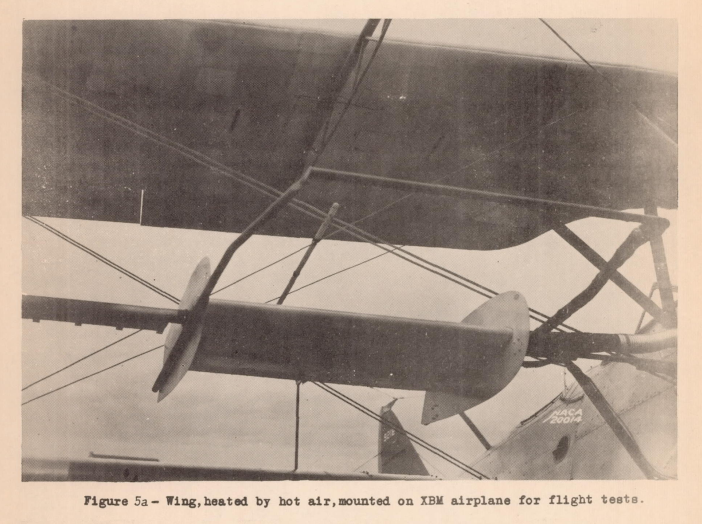 NACA
20014
Figure 5a - Wing,heated by hot air,mounted on XBM airplane for flight tests.